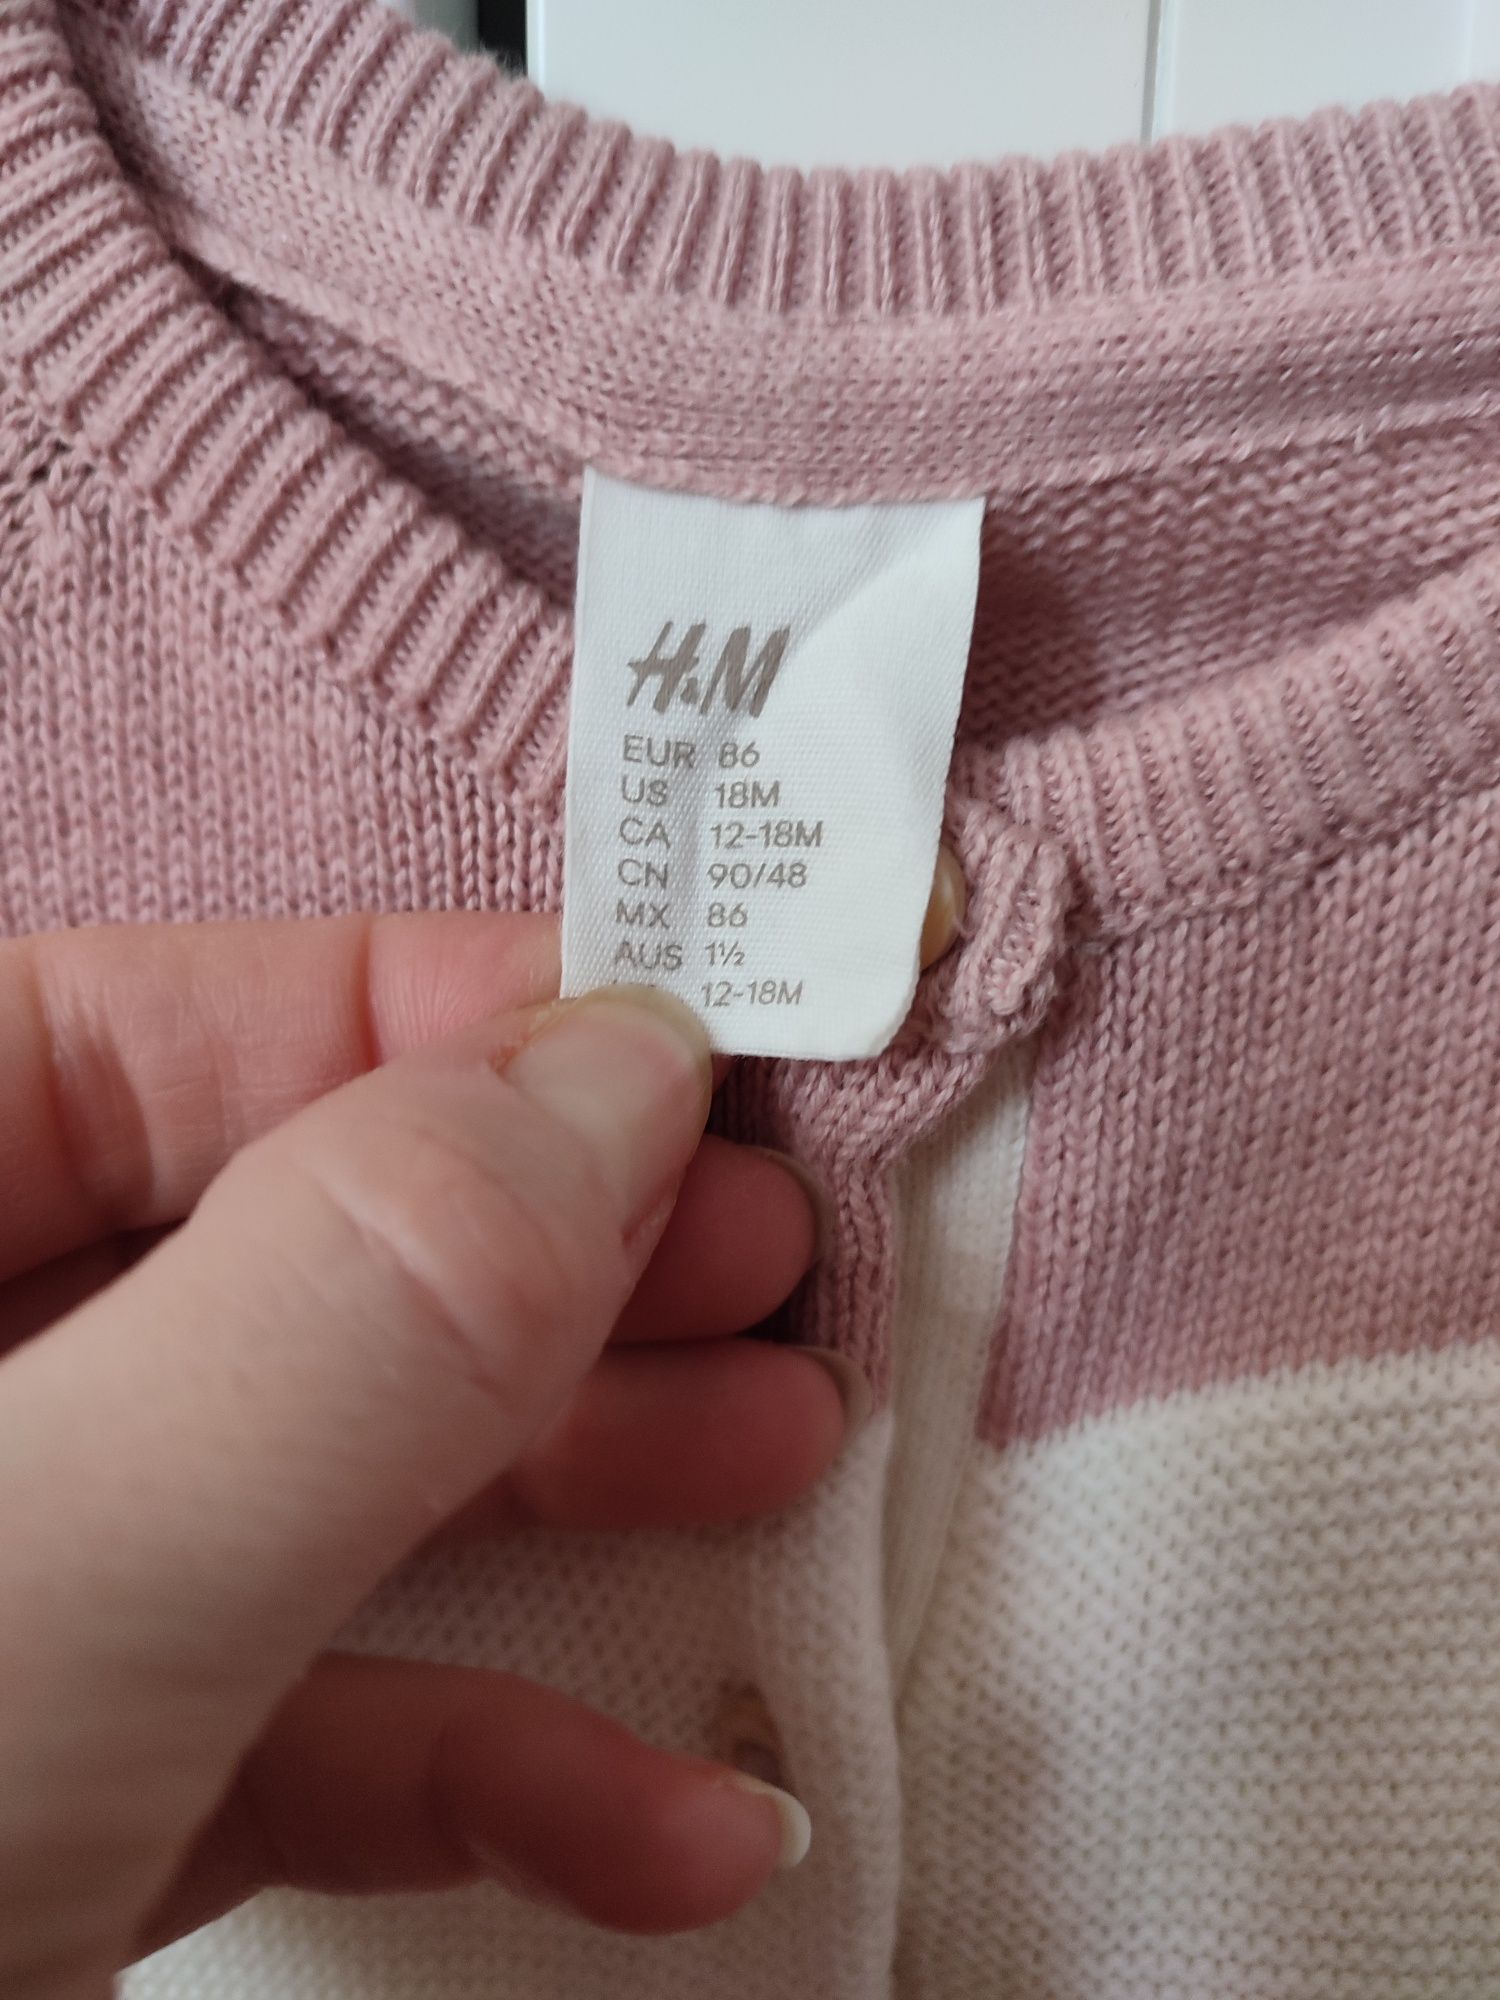 H&M
EUR 86
US 18M
CA 12-18M
CN 90/48
MX 86
AUS 1½
12-18M